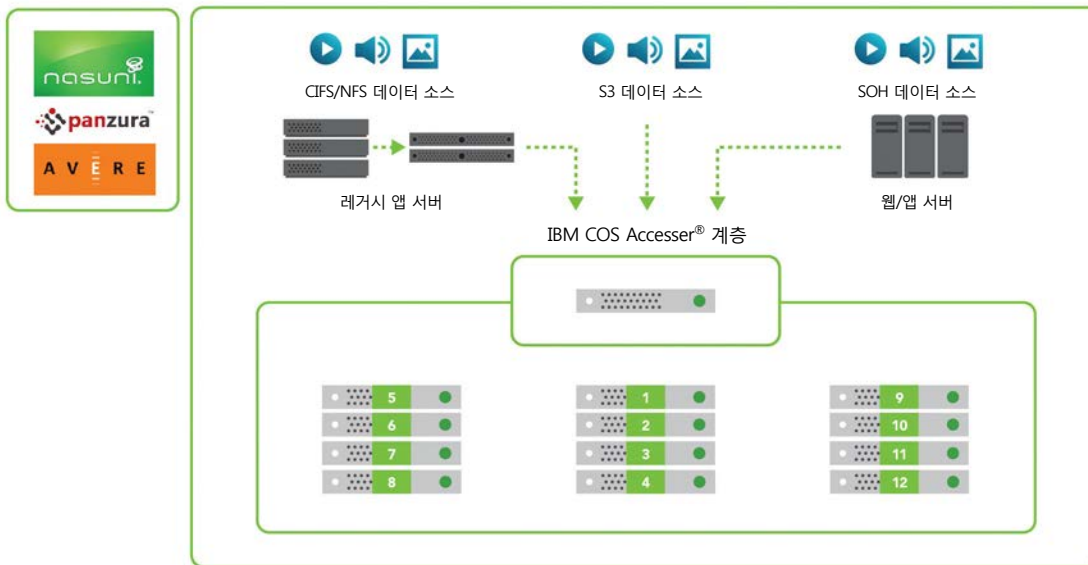 nasuni.
panzura™
AVERE
CIFS/NFS 데이터 소스
S3 데이터 소스
SOH 데이터 소스
레거시 앱 서버
웹/앱 서버
IBM COS Accesser® 계층
5
6
7
8
1
2
3
4
9
10
11
12